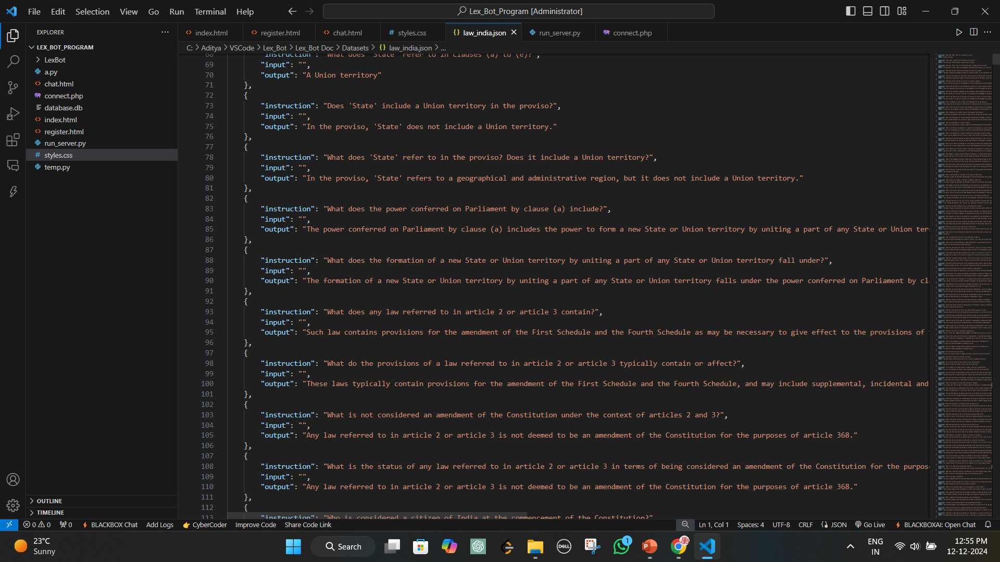 File Edit Selection View Go Run Terminal Help
Lex_Bot_Program [Administrator]
EXPLORER
index.html
register.html
chat.html
styles.css
law_india.json
run_server.py
connect.php
C: > Aditya > VSCode > Lex_Bot > Lex_Bot Doc > Datasets > {} law_india.json > ...
LEX_BOT_PROGRAM
LexBot
a.py
chat.html
connect.php
database.db
index.html
register.html
run_server.py
styles.css
temp.py
OUTLINE
TIMELINE
68 "instruction": "What does 'State' refer to in clauses (a) to (e)?",
69 "input": "",
70 "output": "A Union territory"
71 },
72 {
73 "instruction": "Does 'State' include a Union territory in the proviso?",
74 "input": "",
75 "output": "In the proviso, 'State' does not include a Union territory."
76 },
77 {
78 "instruction": "What does 'State' refer to in the proviso? Does it include a Union territory?",
79 "input": "",
80 "output": "In the proviso, 'State' refers to a geographical and administrative region, but it does not include a Union territory."
81 },
82 {
83 "instruction": "What does the power conferred on Parliament by clause (a) include?",
84 "input": "",
85 "output": "The power conferred on Parliament by clause (a) includes the power to form a new State or Union territory by uniting a part of any State or Union ter
86 },
87 {
88 "instruction": "What does the formation of a new State or Union territory by uniting a part of any State or Union territory fall under?",
89 "input": "",
90 "output": "The formation of a new State or Union territory by uniting a part of any State or Union territory falls under the power conferred on Parliament by cl
91 },
92 {
93 "instruction": "What does any law referred to in article 2 or article 3 contain?",
94 "input": "",
95 "output": "Such law contains provisions for the amendment of the First Schedule and the Fourth Schedule as may be necessary to give effect to the provisions of
96 },
97 {
98 "instruction": "What do the provisions of a law referred to in article 2 or article 3 typically contain or affect?",
99 "input": "",
100 "output": "These laws typically contain provisions for the amendment of the First Schedule and the Fourth Schedule, and may include supplemental, incidental and
101 },
102 {
103 "instruction": "What is not considered an amendment of the Constitution under the context of articles 2 and 3?",
104 "input": "",
105 "output": "Any law referred to in article 2 or article 3 is not deemed to be an amendment of the Constitution for the purposes of article 368."
106 },
107 {
108 "instruction": "What is the status of any law referred to in article 2 or article 3 in terms of being considered an amendment of the Constitution for the purpos
109 "input": "",
110 "output": "Any law referred to in article 2 or article 3 is not deemed to be an amendment of the Constitution for the purposes of article 368."
111 },
112 {
113 "instruction": "Who is considered a citizen of India at the commencement of the Constitution?"
0 0 0 BLACKBOX Chat Add Logs CyberCoder Improve Code Share Code Link
Ln 1, Col 1 Spaces: 4 UTF-8 CRLF {} JSON Go Live BLACKBOXAI: Open Chat
23°C
Sunny
Search
DELL
1
ENG
IN
12:55 PM
12-12-2024